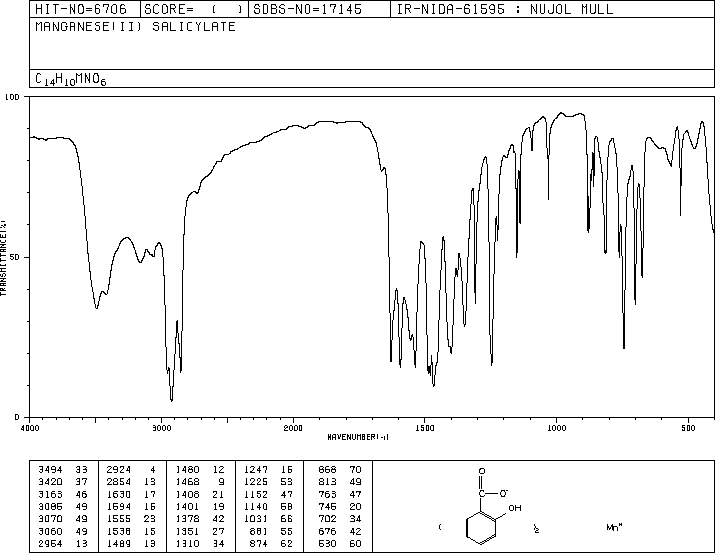 HIT-NO=6706 SCORE= ( ) SDBS-NO=17145 IR-NIDA-61595 : NUJOL MULL
MANGANESE(II) SALICYLATE
C14H10MNO6
100
50
0
TRANSMITTANCE(%)
4000 3000 2000 1500 1000 500
WAVENUMBER(-1)
3494 33 2924 4 1480 12 1247 16 868 70
3420 37 2854 13 1468 9 1225 53 813 49
3163 46 1630 17 1408 21 1152 47 763 47
3085 49 1594 16 1401 19 1140 58 745 20
3070 49 1555 23 1378 42 1031 66 702 34
3060 49 1538 15 1351 27 881 55 676 42
2954 13 1489 13 1310 34 874 62 530 60
O
C O-
OH
( )2 Mn